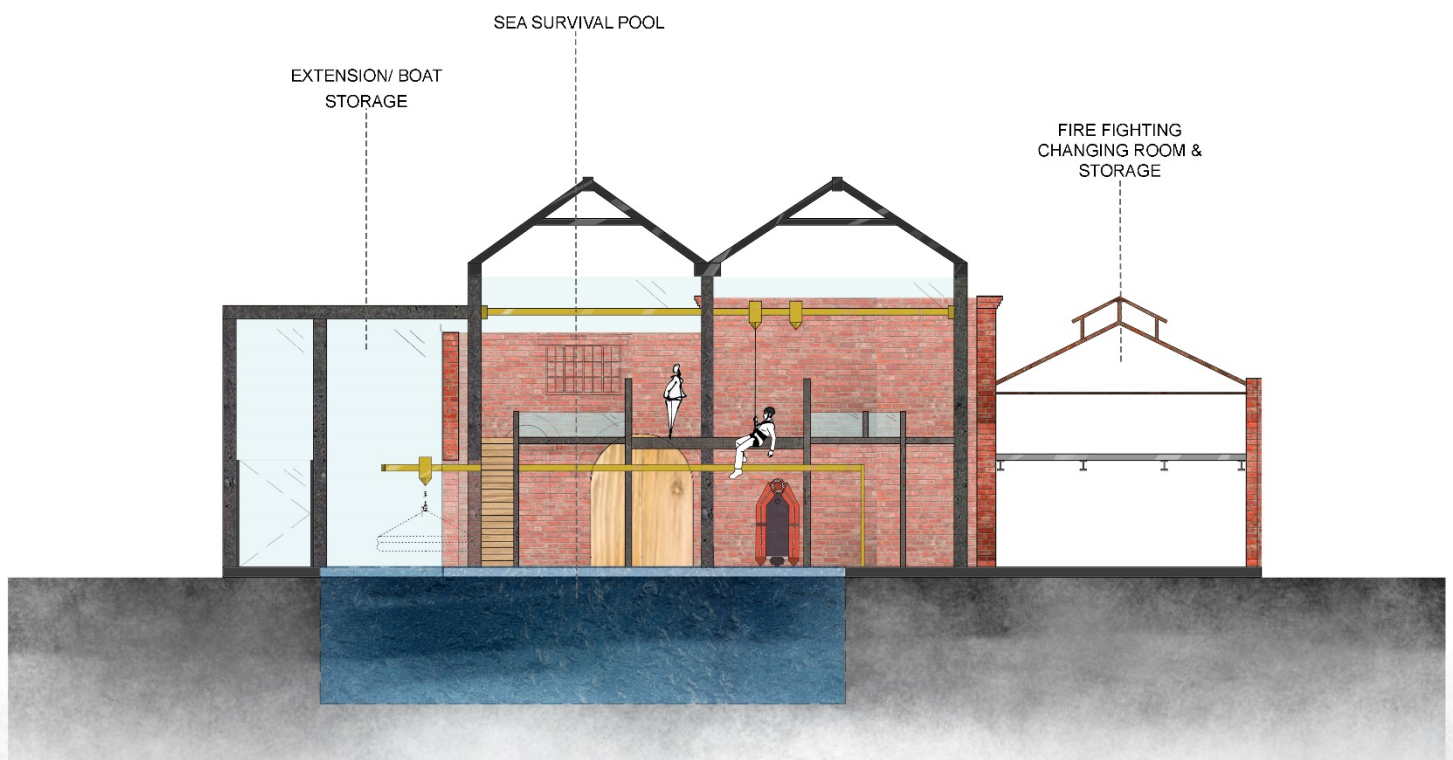 SEA SURVIVAL POOL
EXTENSION/ BOAT
STORAGE
FIRE FIGHTING
CHANGING ROOM &
STORAGE